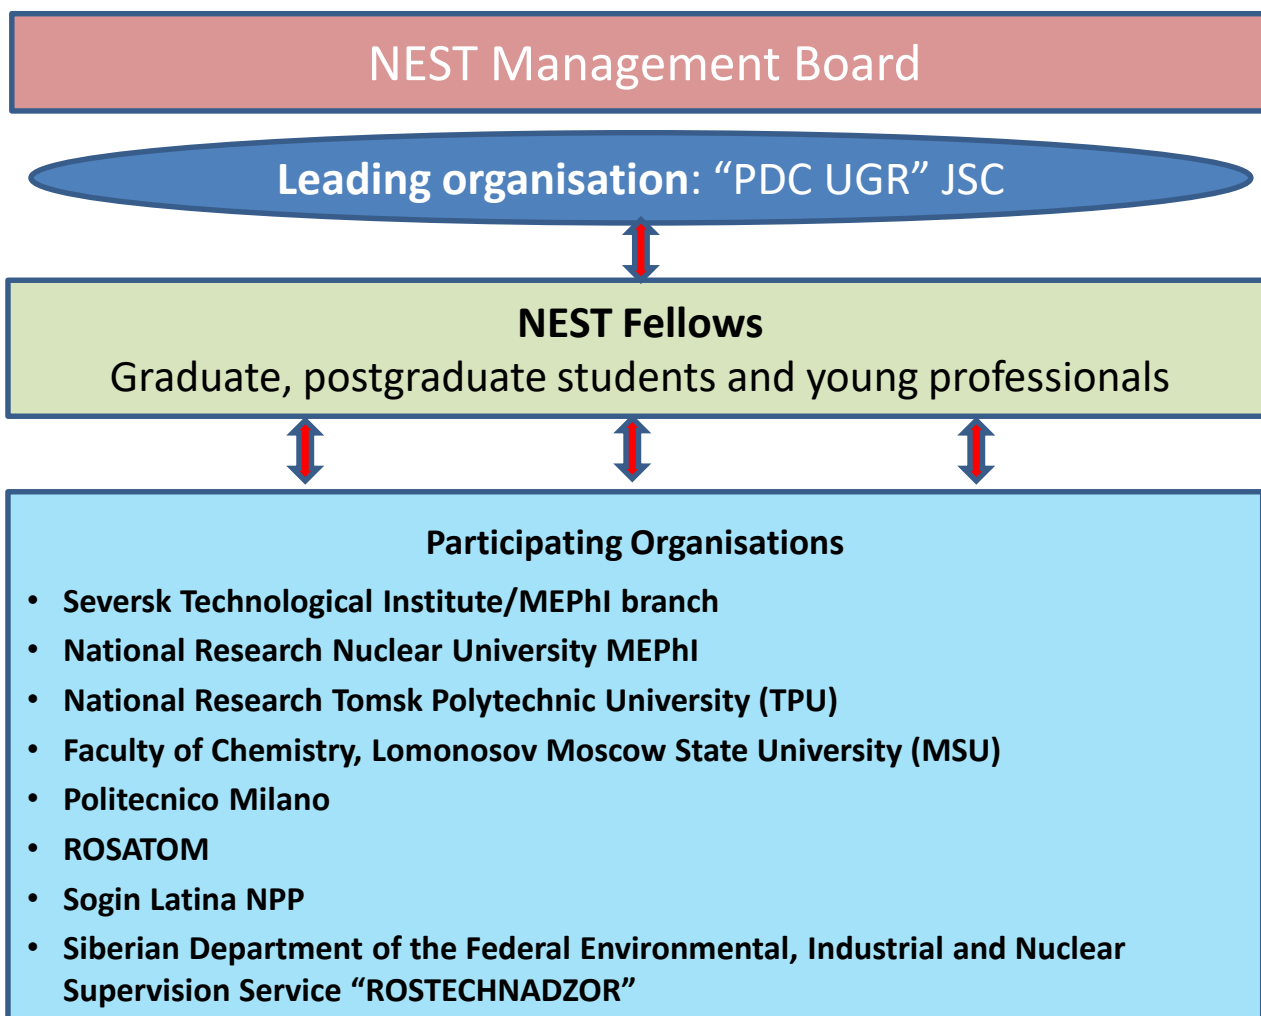 NEST Management Board
Leading organisation: “PDC UGR” JSC
NEST Fellows
Graduate, postgraduate students and young professionals
Participating Organisations
• Seversk Technological Institute/MEPhI branch
• National Research Nuclear University MEPhI
• National Research Tomsk Polytechnic University (TPU)
• Faculty of Chemistry, Lomonosov Moscow State University (MSU)
• Politecnico Milano
• ROSATOM
• Sogin Latina NPP
• Siberian Department of the Federal Environmental, Industrial and Nuclear
Supervision Service “ROSTECHNADZOR”